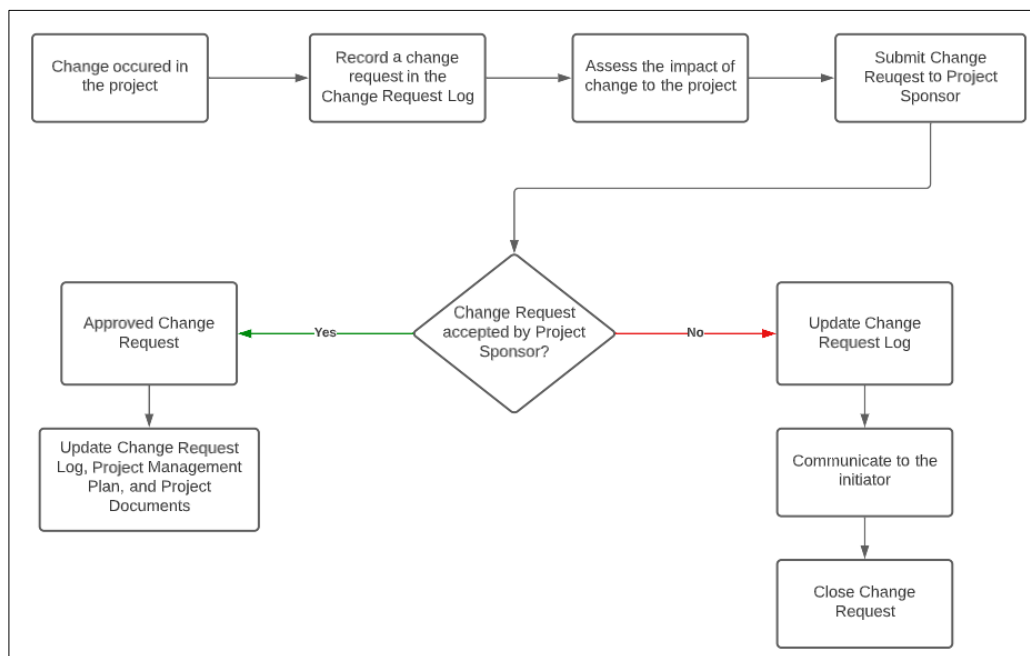 Change occured in
the project
Record a change
request in the
Change Request Log
Assess the impact of
change to the project
Submit Change
Reuqest to Project
Sponsor
Change Request
accepted by Project
Sponsor?
Yes
No
Approved Change
Request
Update Change Request
Log, Project Management
Plan, and Project
Documents
Update Change
Request Log
Communicate to the
initiator
Close Change
Request